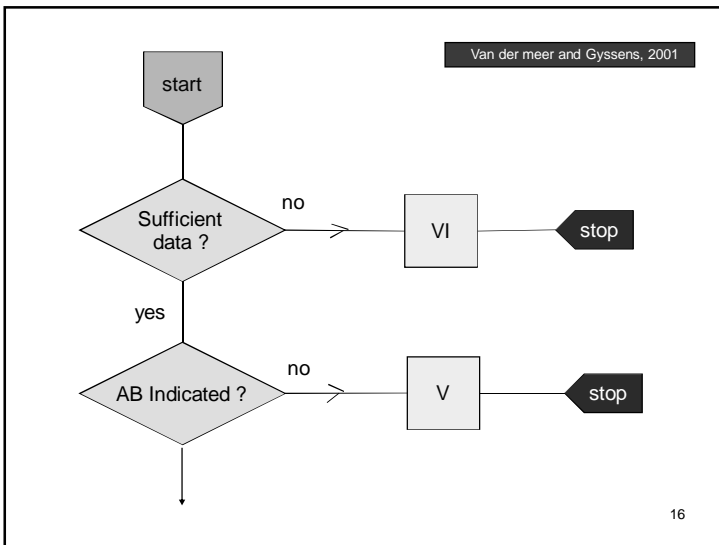 Van der meer and Gyssens, 2001
start
Sufficient
data ?
no
VI
stop
yes
AB Indicated ?
no
V
stop
16